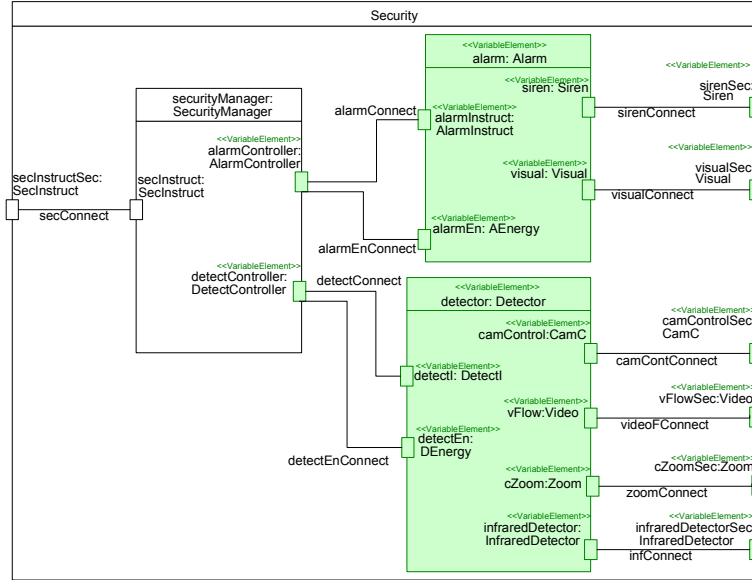 Security
<<VariableElement>>
alarm: Alarm
<<VariableElement>>
siren: Siren
<<VariableElement>>
sirenSec:
Siren
sirenConnect
securityManager:
SecurityManager
alarmConnect
<<VariableElement>>
alarmInstruct:
AlarmInstruct
<<VariableElement>>
alarmController:
AlarmController
<<VariableElement>>
visual: Visual
<<VariableElement>>
visualSec:
Visual
visualConnect
secInstructSec:
SecInstruct
secInstruct:
SecInstruct
secConnect
<<VariableElement>>
alarmEn: AEnergy
alarmEnConnect
<<VariableElement>>
detectController:
DetectController
detectConnect
<<VariableElement>>
detector: Detector
<<VariableElement>>
camControl:CamC
<<VariableElement>>
camControlSec:
CamC
camContConnect
<<VariableElement>>
detectI: DetectI
<<VariableElement>>
vFlow:Video
<<VariableElement>>
vFlowSec:Video
videoFConnect
<<VariableElement>>
detectEn:
DEnergy
detectEnConnect
<<VariableElement>>
cZoom:Zoom
<<VariableElement>>
cZoomSec:Zoom
zoomConnect
<<VariableElement>>
infraredDetector:
InfraredDetector
<<VariableElement>>
infraredDetectorSec:
InfraredDetector
infConnect